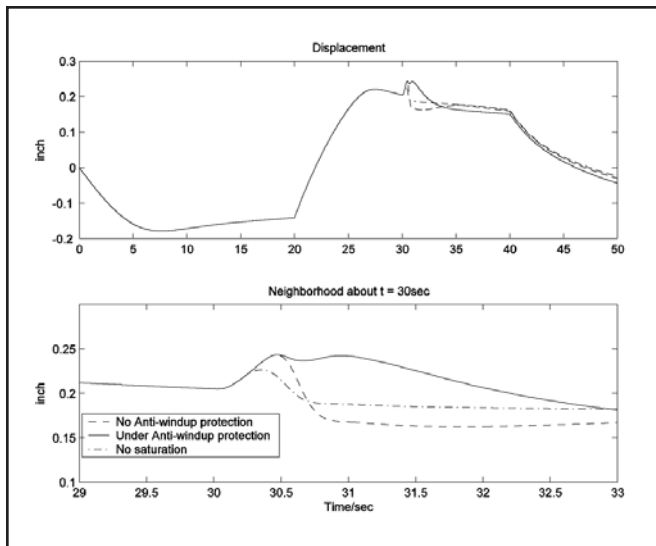 Displacement
0.3
0.2
0.1
0
-0.1
-0.2
inch
0 5 10 15 20 25 30 35 40 45 50
Neighborhood about t = 30sec
0.25
0.2
0.15
0.1
inch
No Anti-windup protection
Under Anti-windup protection
No saturation
29 29.5 30 30.5 31 31.5 32 32.5 33
Time/sec